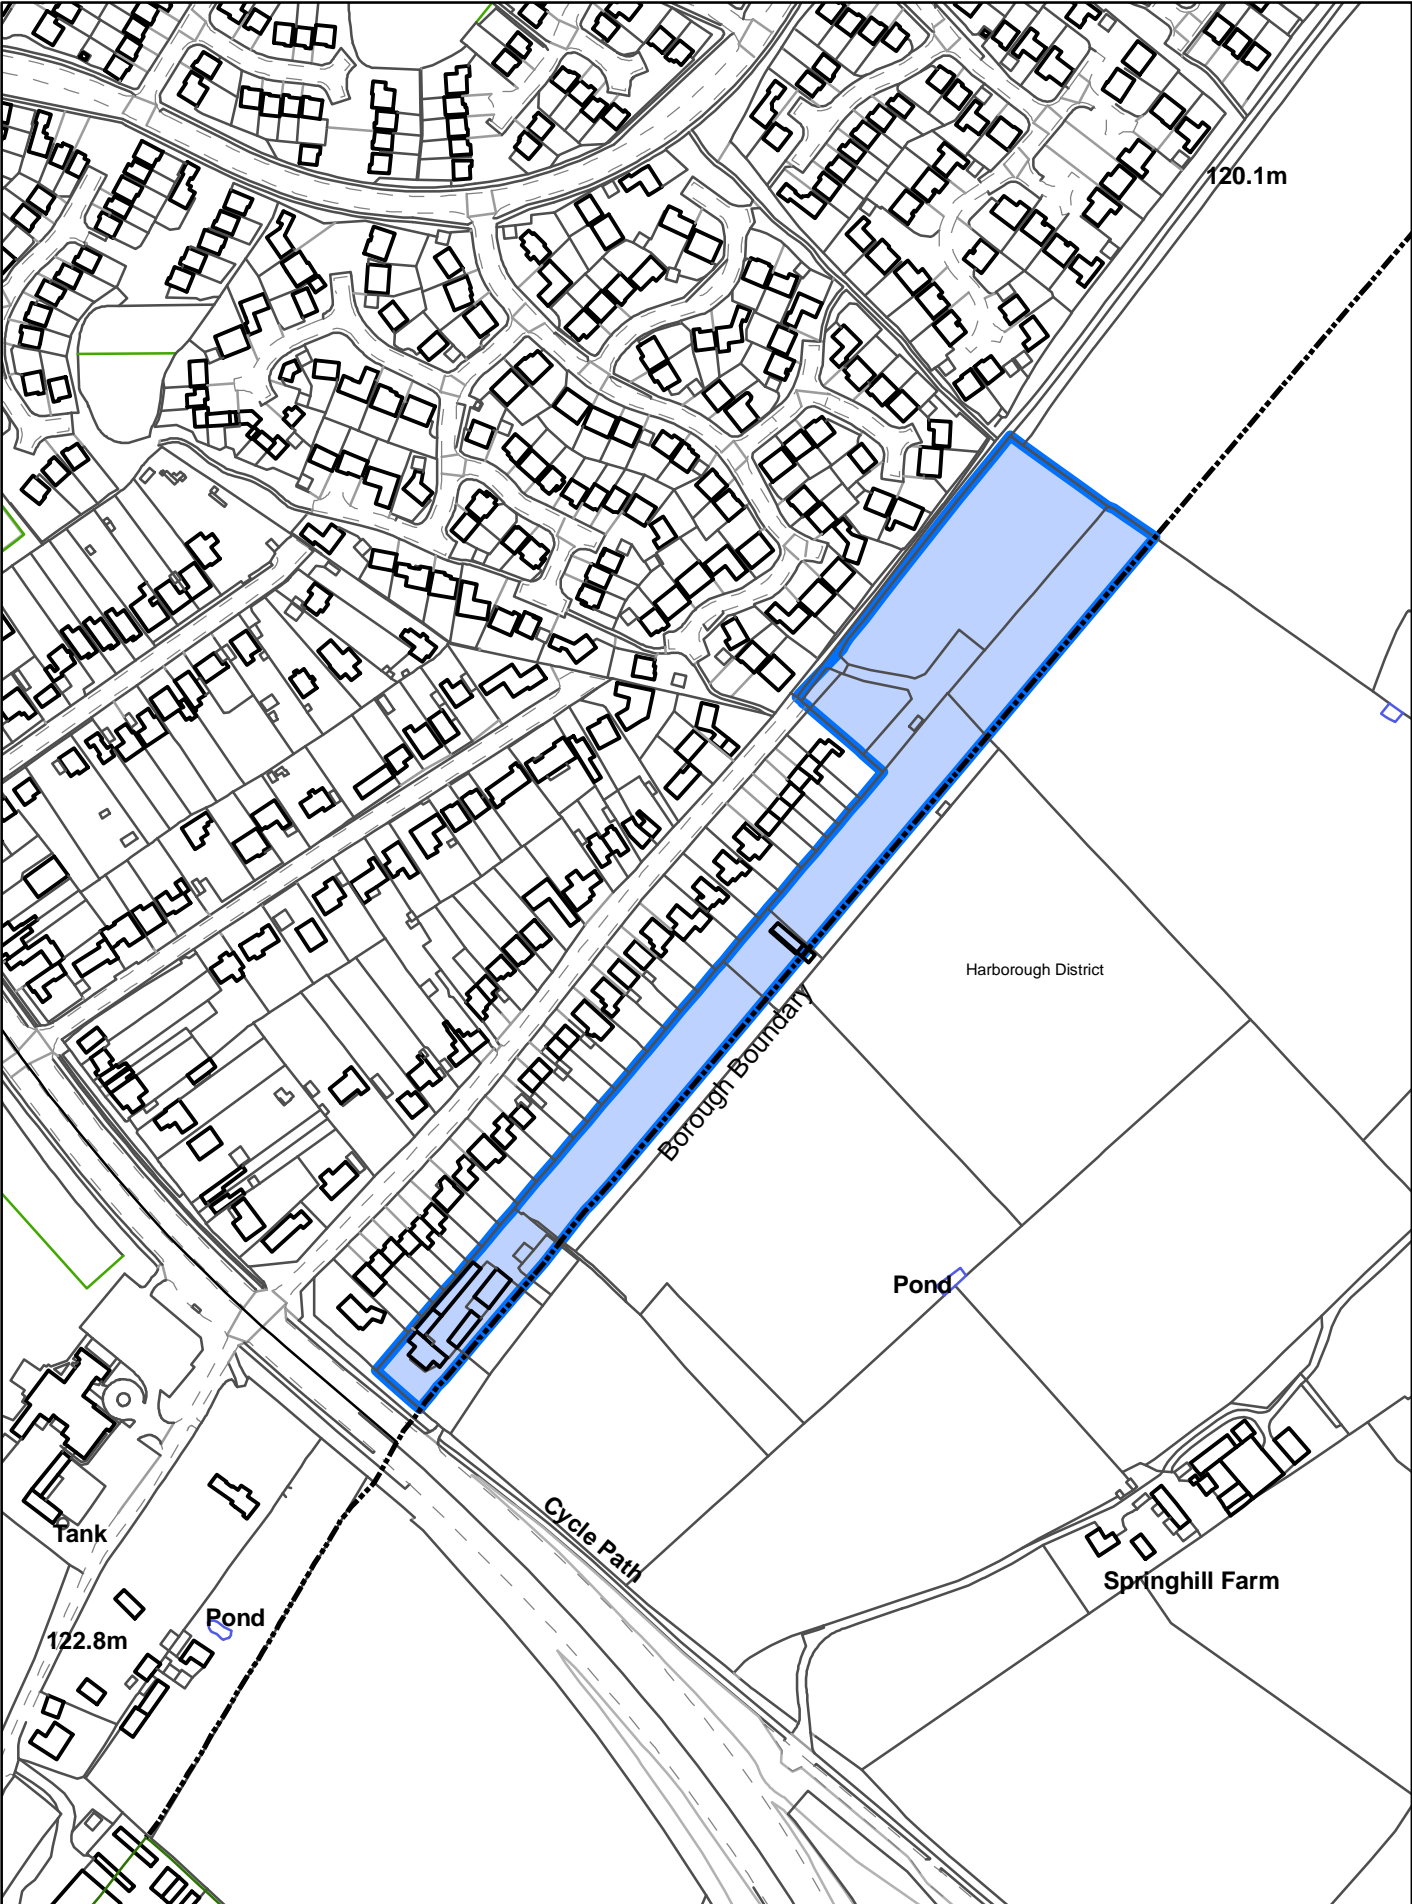 120.1m
Harborough District
Borough Boundary
Pond
Cycle Path
Tank
Springhill Farm
Pond
122.8m